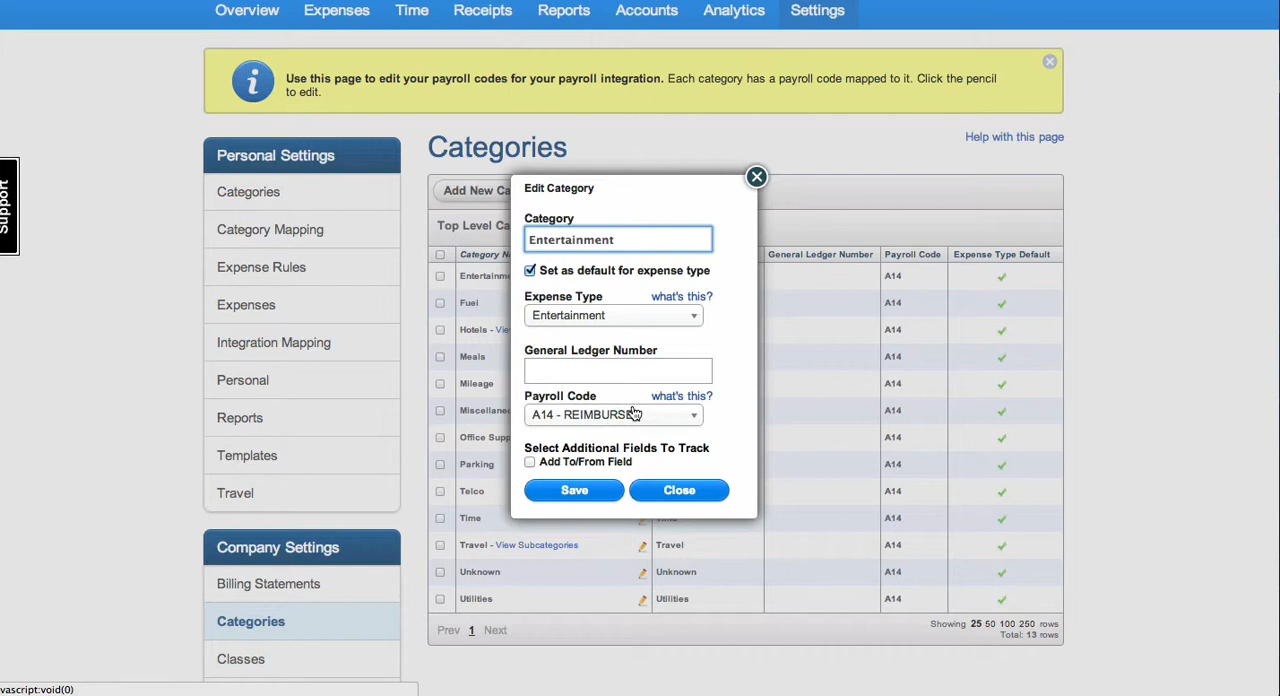 Overview Expenses Time Receipts Reports Accounts Analytics Settings
Use this page to edit your payroll codes for your payroll integration. Each category has a payroll code mapped to it. Click the pencil
to edit.
Support
Help with this page
Personal Settings
Categories
Category Mapping
Expense Rules
Expenses
Integration Mapping
Personal
Reports
Templates
Travel
Company Settings
Billing Statements
Categories
Classes
Categories
Add New Ca
Top Level Ca
Category N General Ledger Number Payroll Code Expense Type Default
Entertainm A14
Fuel A14
Hotels - Vie A14
Meals A14
Mileage A14
Miscellane A14
Office Supp A14
Parking A14
Telco A14
Time Time A14
Travel - View Subcategories Travel A14
Unknown Unknown A14
Utilities Utilities A14
Prev 1 Next
Showing 25 50 100 250 rows
Total: 13 rows
Edit Category
Category
Entertainment
Set as default for expense type
Expense Type what's this?
Entertainment
General Ledger Number
Payroll Code what's this?
A14 - REIMBURSE
Select Additional Fields To Track
Add To/From Field
Save Close
vascript:void(0)